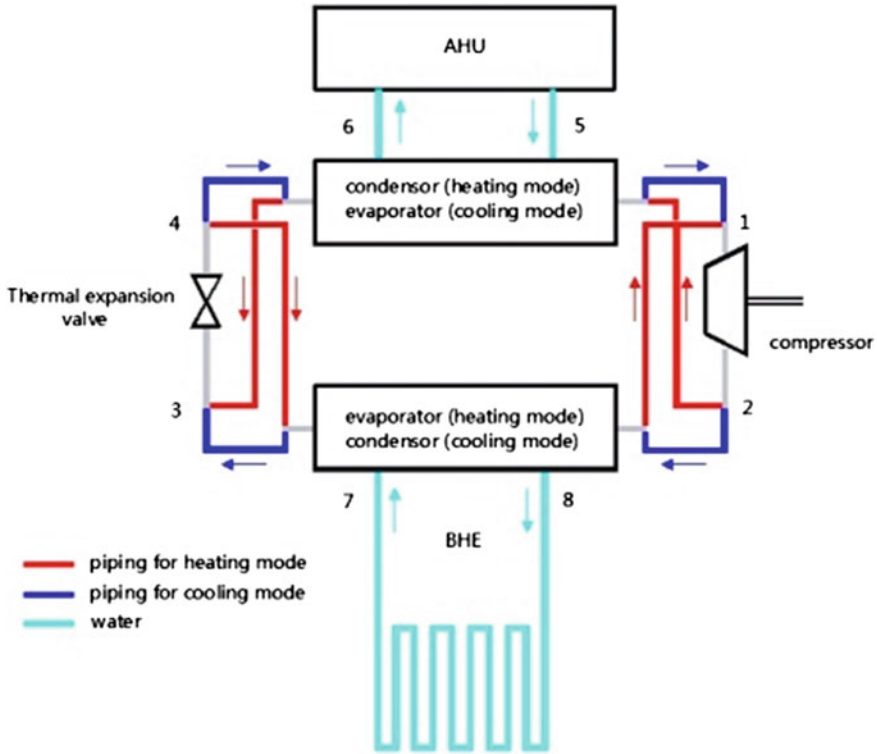 AHU
6
5
condensor (heating mode)
evaporator (cooling mode)
4
1
Thermal expansion
valve
compressor
3
2
evaporator (heating mode)
condensor (cooling mode)
7
8
BHE
piping for heating mode
piping for cooling mode
water